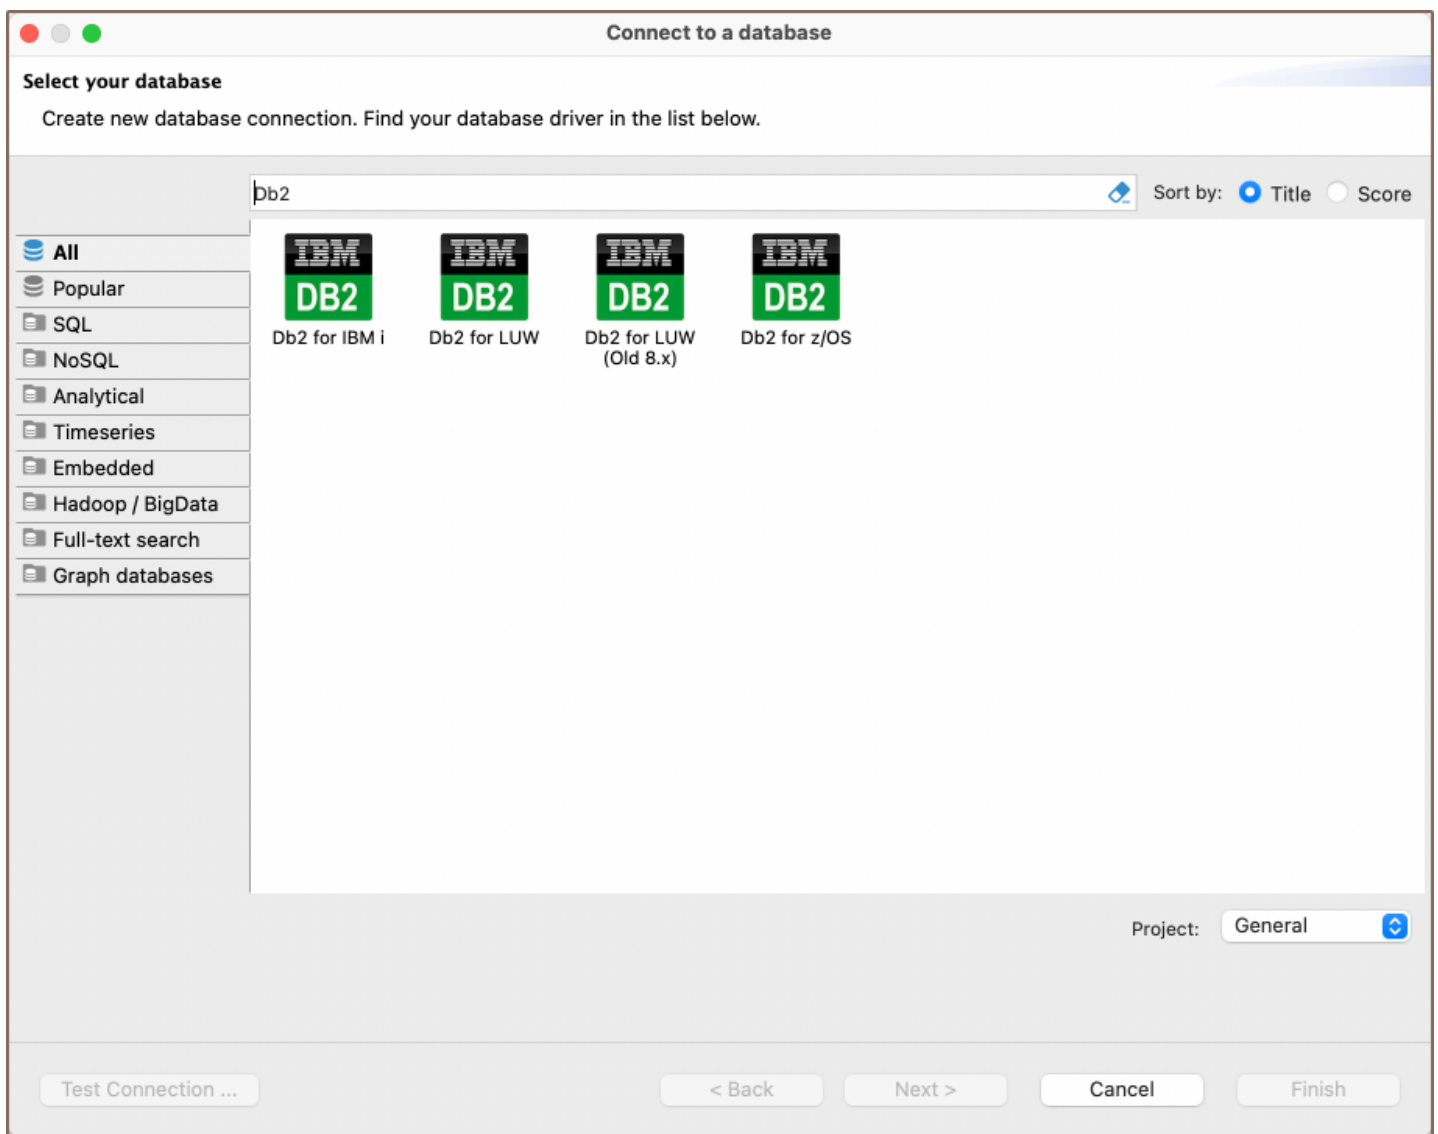 Connect to a database
Select your database
Create new database connection. Find your database driver in the list below.
Db2
Sort by: Title Score
All
Popular
SQL
NoSQL
Analytical
Timeseries
Embedded
Hadoop / BigData
Full-text search
Graph databases
IBM
DB2
Db2 for IBM i
IBM
DB2
Db2 for LUW
IBM
DB2
Db2 for LUW
(Old 8.x)
IBM
DB2
Db2 for z/OS
Project: General
Test Connection ...
< Back
Next >
Cancel
Finish